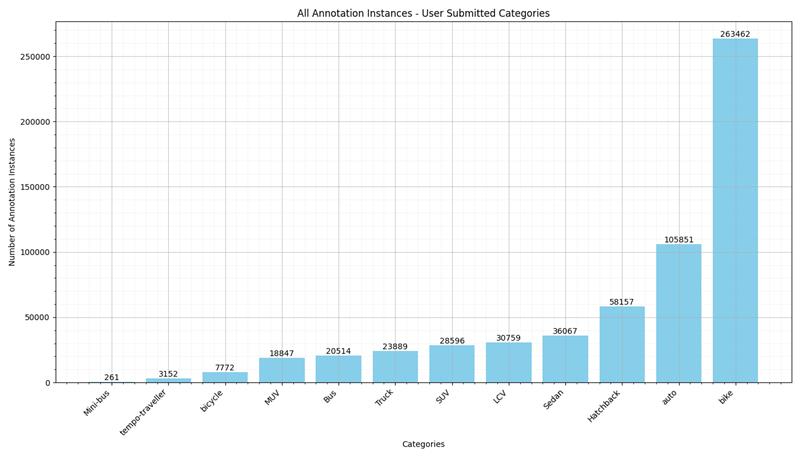 All Annotation Instances - User Submitted Categories
Number of Annotation Instances
250000
200000
150000
100000
50000
0
261
3152
7772
18847
20514
23889
28596
30759
36067
58157
105851
263462
Mini-bus
tempo-traveller
bicycle
MUV
Bus
Truck
SUV
LCV
Sedan
Hatchback
auto
bike
Categories